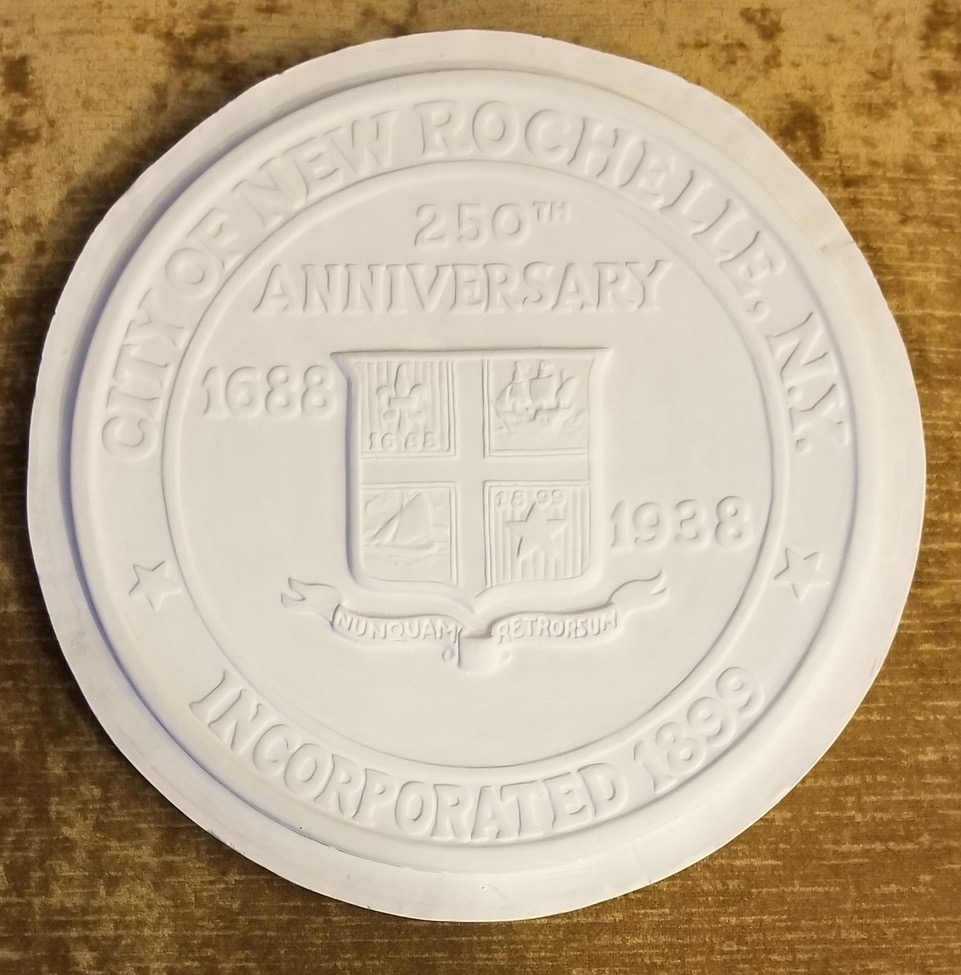 CITY OF NEW ROCHELLE, N.Y.
250TH
ANNIVERSARY
1688
1688
1899
1938
NUNQUAM RETRORSUM
INCORPORATED 1899